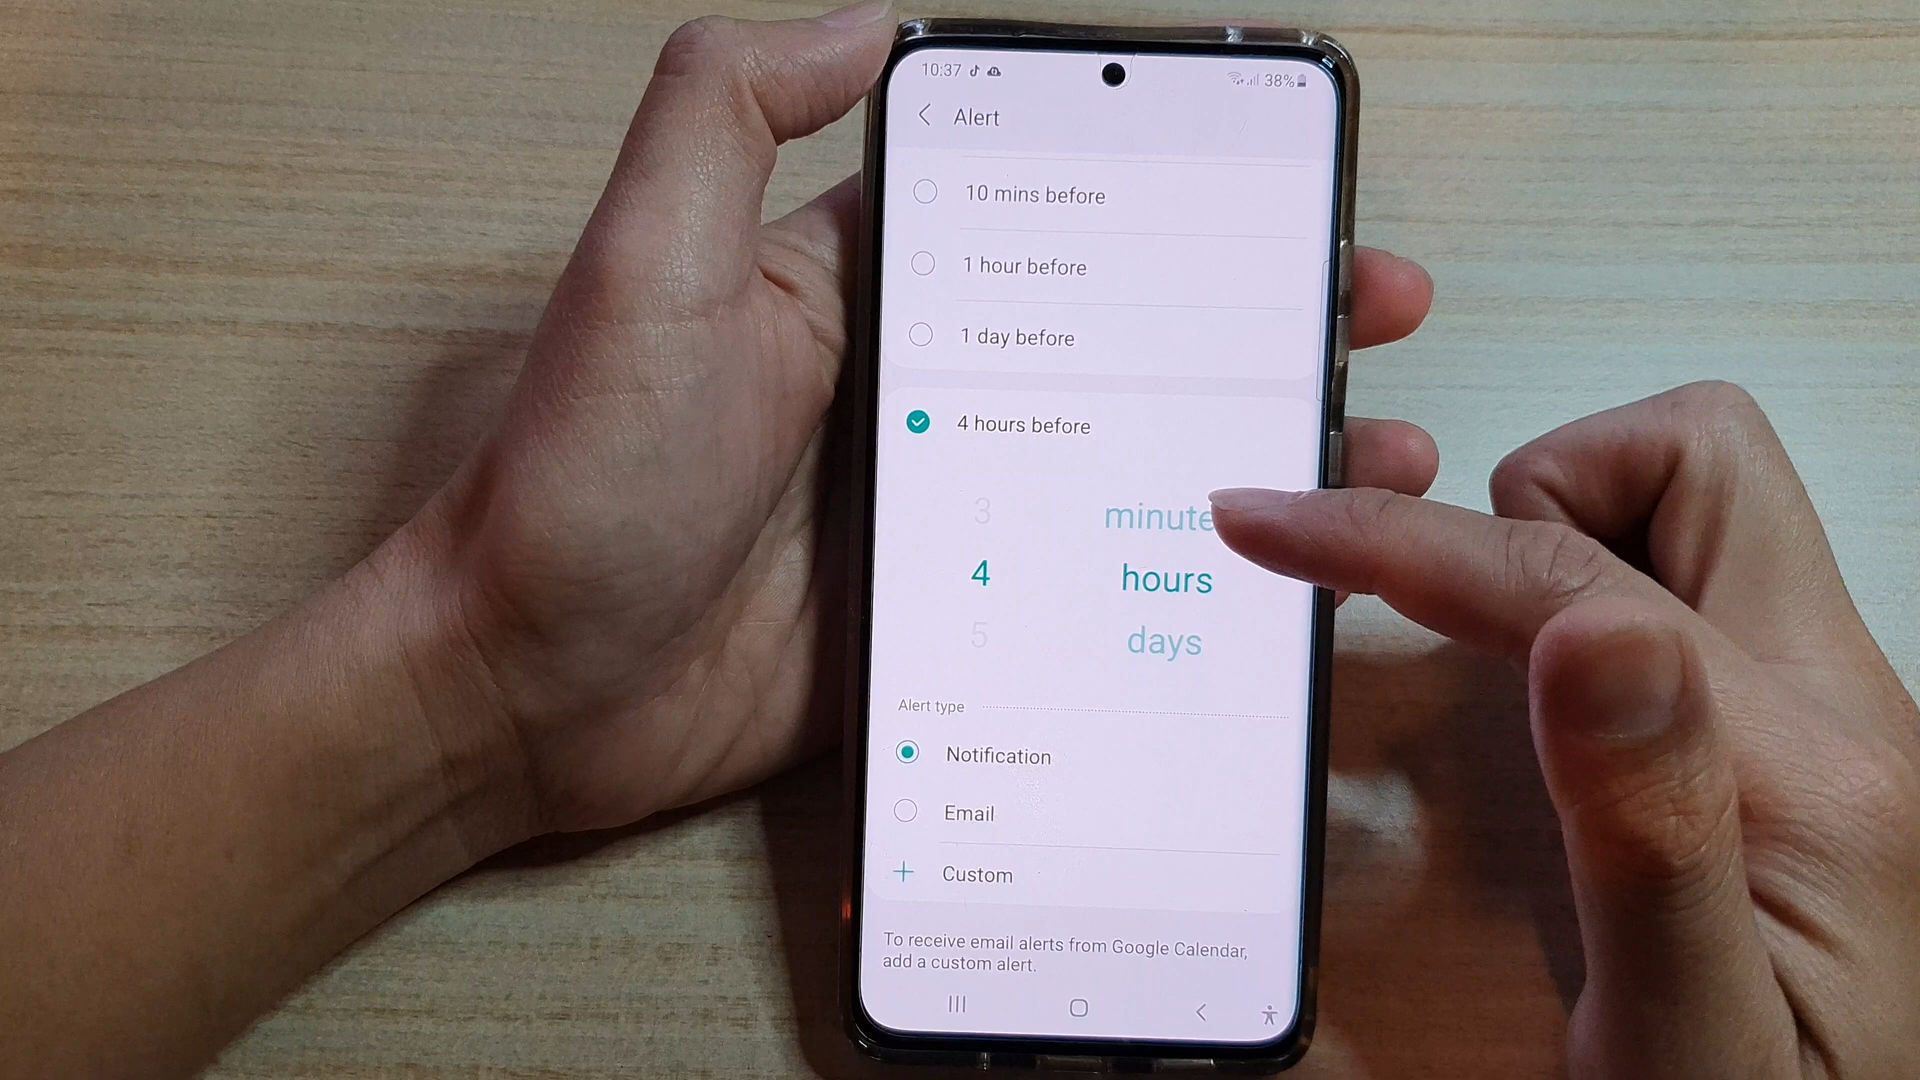 10:37
38%
Alert
10 mins before
1 hour before
1 day before
4 hours before
3 minute
4 hours
5 days
Alert type
Notification
Email
+ Custom
To receive email alerts from Google Calendar,
add a custom alert.